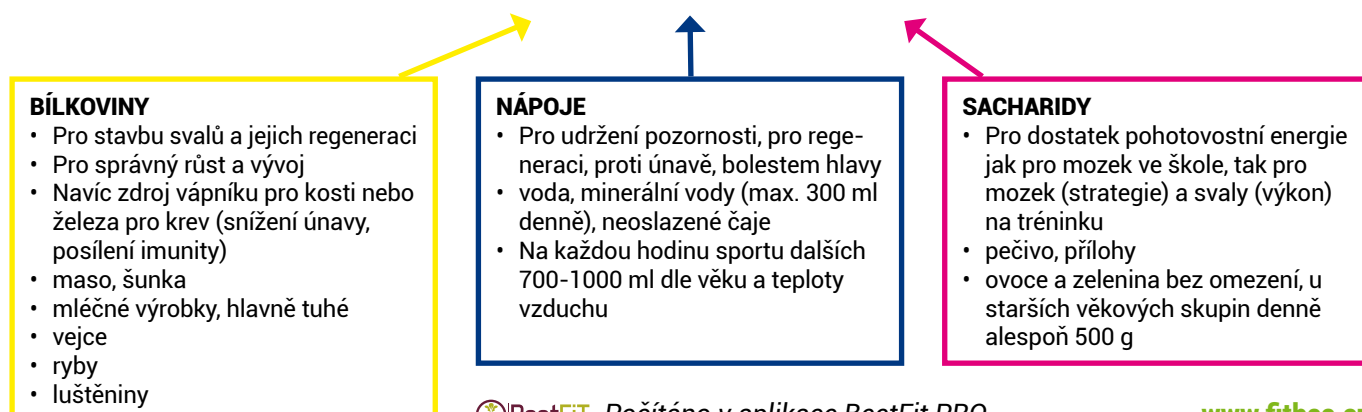 BÍLKOVINY
• Pro stavbu svalů a jejich regeneraci
• Pro správný růst a vývoj
• Navíc zdroj vápníku pro kosti nebo
železa pro krev (snížení únavy,
posílení imunity)
• maso, šunka
• mléčné výrobky, hlavně tuhé
• vejce
• ryby
• luštěniny
NÁPOJE
• Pro udržení pozornosti, pro rege-
neraci, proti únavě, bolestem hlavy
• voda, minerální vody (max. 300 ml
denně), neoslazené čaje
• Na každou hodinu sportu dalších
700-1000 ml dle věku a teploty
vzduchu
SACHARIDY
• Pro dostatek pohotovostní energie
jak pro mozek ve škole, tak pro
mozek (strategie) a svaly (výkon)
na tréninku
• pečivo, přílohy
• ovoce a zelenina bez omezení, u
starších věkových skupin denně
alespoň 500 g